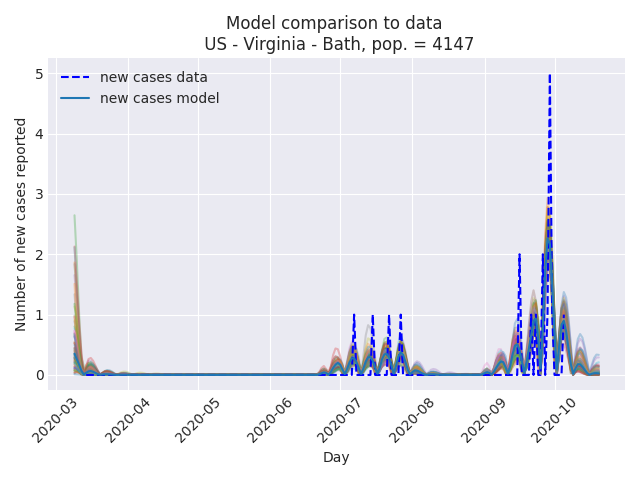 Model comparison to data
US - Virginia - Bath, pop. = 4147
new cases data
new cases model
Number of new cases reported
5
4
3
2
1
0
2020-03
2020-04
2020-05
2020-06
2020-07
2020-08
2020-09
2020-10
Day